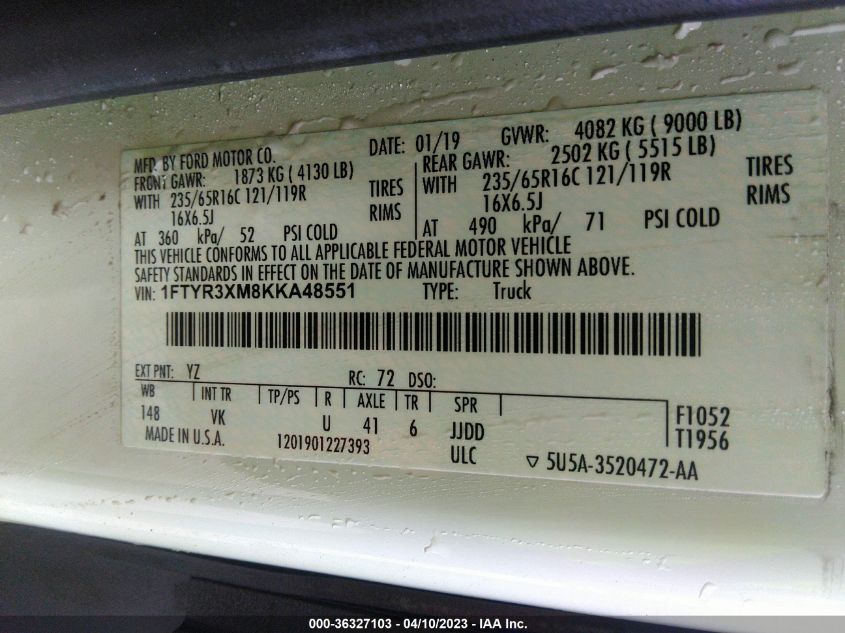 MFD. BY FORD MOTOR CO. DATE: 01/19 GVWR: 4082 KG ( 9000 LB)
FRONT GAWR: 1873 KG ( 4130 LB) REAR GAWR: 2502 KG ( 5515 LB)
WITH 235/65R16C 121/119R TIRES WITH 235/65R16C 121/119R TIRES
16X6.5J RIMS 16X6.5J RIMS
AT 360 kPa/ 52 PSI COLD AT 490 kPa/ 71 PSI COLD
THIS VEHICLE CONFORMS TO ALL APPLICABLE FEDERAL MOTOR VEHICLE
SAFETY STANDARDS IN EFFECT ON THE DATE OF MANUFACTURE SHOWN ABOVE.
VIN: 1FTYR3XM8KKA48551 TYPE: Truck
EXT PNT: YZ RC: 72 DSO:
WB INT TR TP/PS R AXLE TR SPR
148 VK U 41 6 JJDD F1052
MADE IN U.S.A. 1201901227393 ULC T1956
▽ 5U5A-3520472-AA
000-36327103 - 04/10/2023 - IAA Inc.